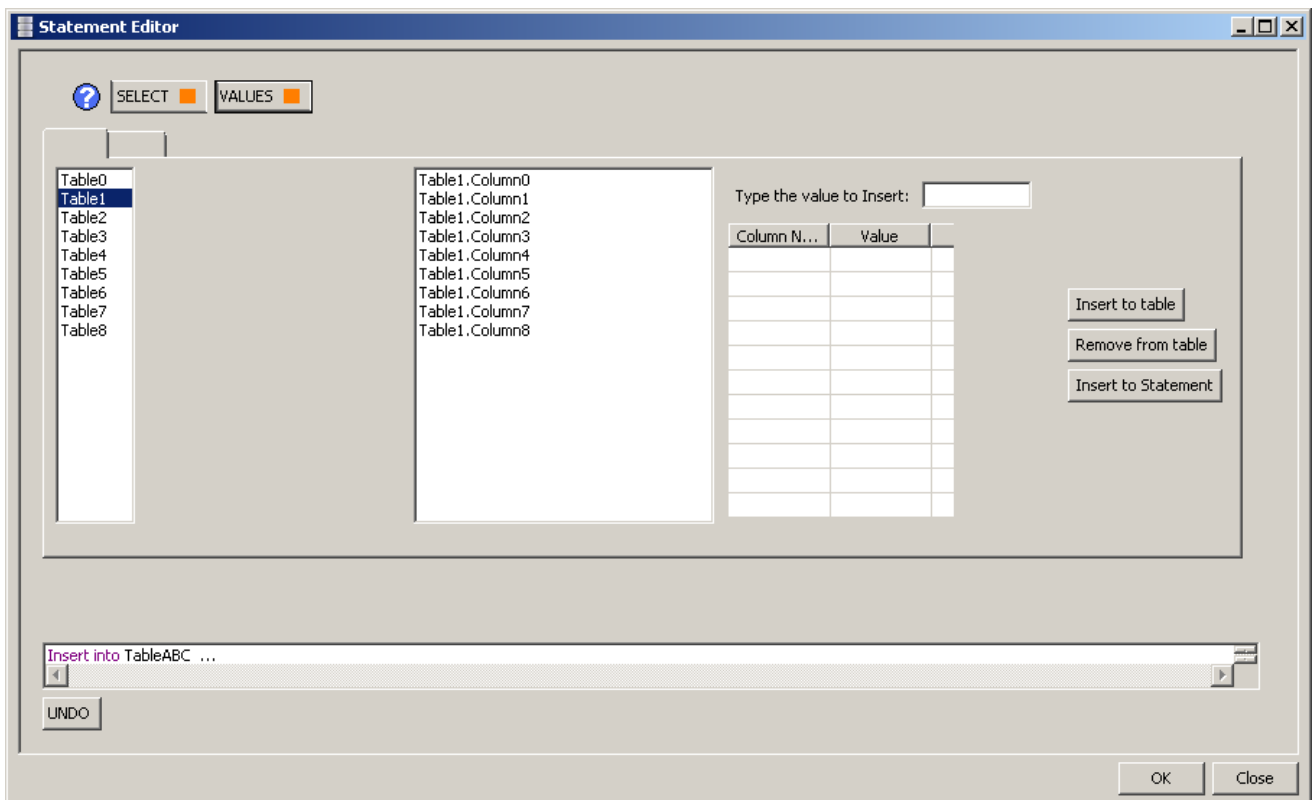 Statement Editor
SELECT VALUES
Table0
Table1
Table2
Table3
Table4
Table5
Table6
Table7
Table8
Table1.Column0
Table1.Column1
Table1.Column2
Table1.Column3
Table1.Column4
Table1.Column5
Table1.Column6
Table1.Column7
Table1.Column8
Type the value to Insert:
Column N... Value
Insert to table
Remove from table
Insert to Statement
Insert into TableABC ...
UNDO
OK Close